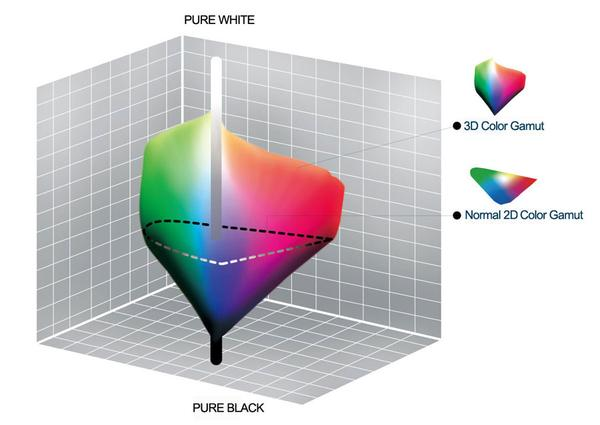 PURE WHITE
3D Color Gamut
Normal 2D Color Gamut
PURE BLACK